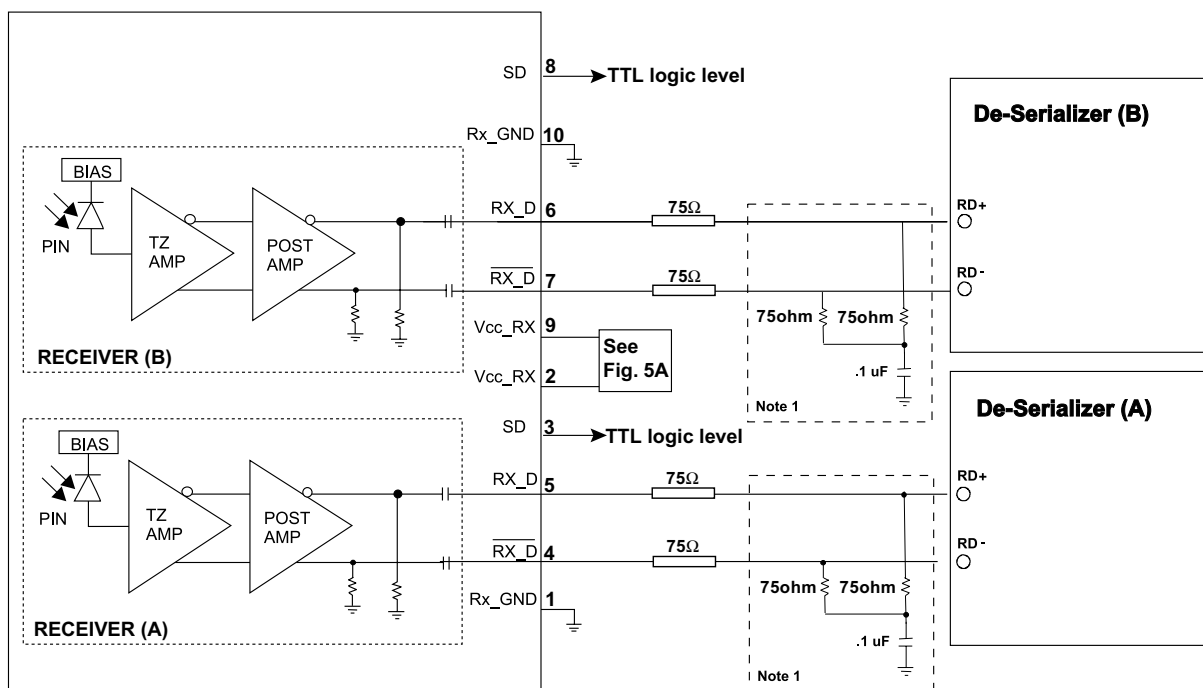 SD
8
TTL logic level
De-Serializer (B)
Rx_GND
10
BIAS
PIN
TZ
AMP
POST
AMP
RX_D
6
75Ω
RD+
RX_D
7
75Ω
RD-
75ohm
75ohm
Vcc_RX
9
See
Fig. 5A
RECEIVER (B)
Vcc_RX
2
.1 uF
Note 1
De-Serializer (A)
SD
3
TTL logic level
BIAS
PIN
TZ
AMP
POST
AMP
RX_D
5
75Ω
RD+
RX_D
4
75Ω
RD-
75ohm
75ohm
Rx_GND
1
RECEIVER (A)
.1 uF
Note 1